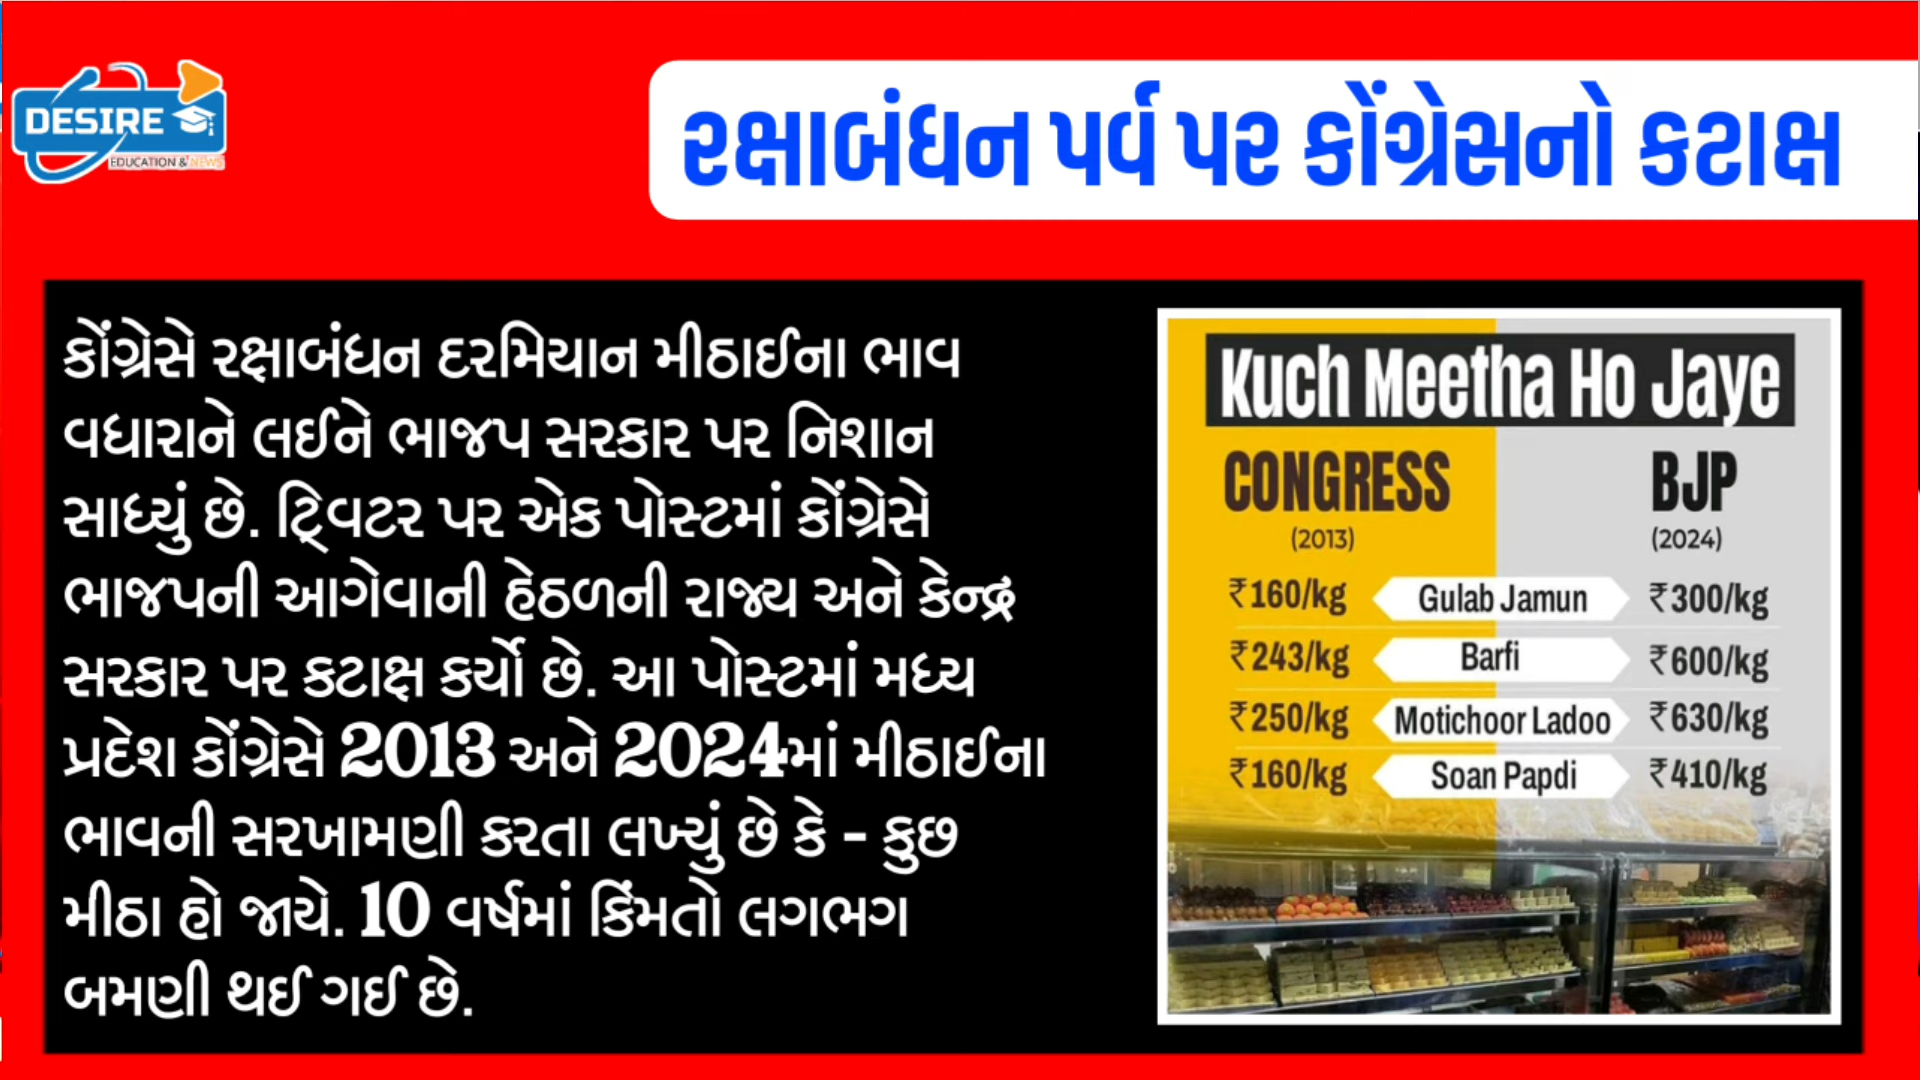 DESIRE
EDUCATION & NEWS
રક્ષાબંધન પર્વ પર કોંગ્રેસનો કટાક્ષ
કોંગ્રેસે રક્ષાબંધન દરમિયાન મીઠાઈના ભાવ
વધારાને લઈને ભાજપ સરકાર પર નિશાન
સાધ્યું છે. ટ્વિટર પર એક પોસ્ટમાં કોંગ્રેસે
ભાજપની આગેવાની હેઠળની રાજ્ય અને કેન્દ્ર
સરકાર પર કટાક્ષ કર્યો છે. આ પોસ્ટમાં મધ્ય
પ્રદેશ કોંગ્રેસે 2013 અને 2024માં મીઠાઈના
ભાવની સરખામણી કરતા લખ્યું છે કે - કુછ
મીઠા હો જાયે. 10 વર્ષમાં કિંમતો લગભગ
બમણી થઈ ગઈ છે.
Kuch Meetha Ho Jaye
CONGRESS BJP
(2013) (2024)
₹160/kg Gulab Jamun ₹300/kg
₹243/kg Barfi ₹600/kg
₹250/kg Motichoor Ladoo ₹630/kg
₹160/kg Soan Papdi ₹410/kg